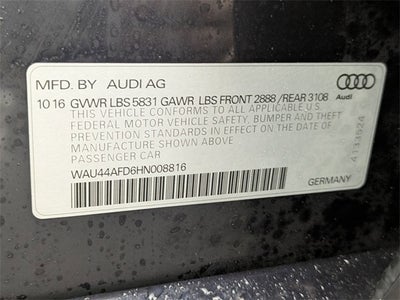 MFD. BY AUDI AG
10 16 GVWR LBS 5831 GAWR LBS FRONT 2888 /REAR 3108
THIS VEHICLE CONFORMS TO ALL APPLICABLE
FEDERAL MOTOR VEHICLE SAFETY, BUMPER AND THEFT
PREVENTION STANDARDS IN EFFECT ON THE DATE OF
MANUFACTURE SHOWN ABOVE
PASSENGER CAR
WAU44AFD6HN008816
Audi
4133524
GERMANY